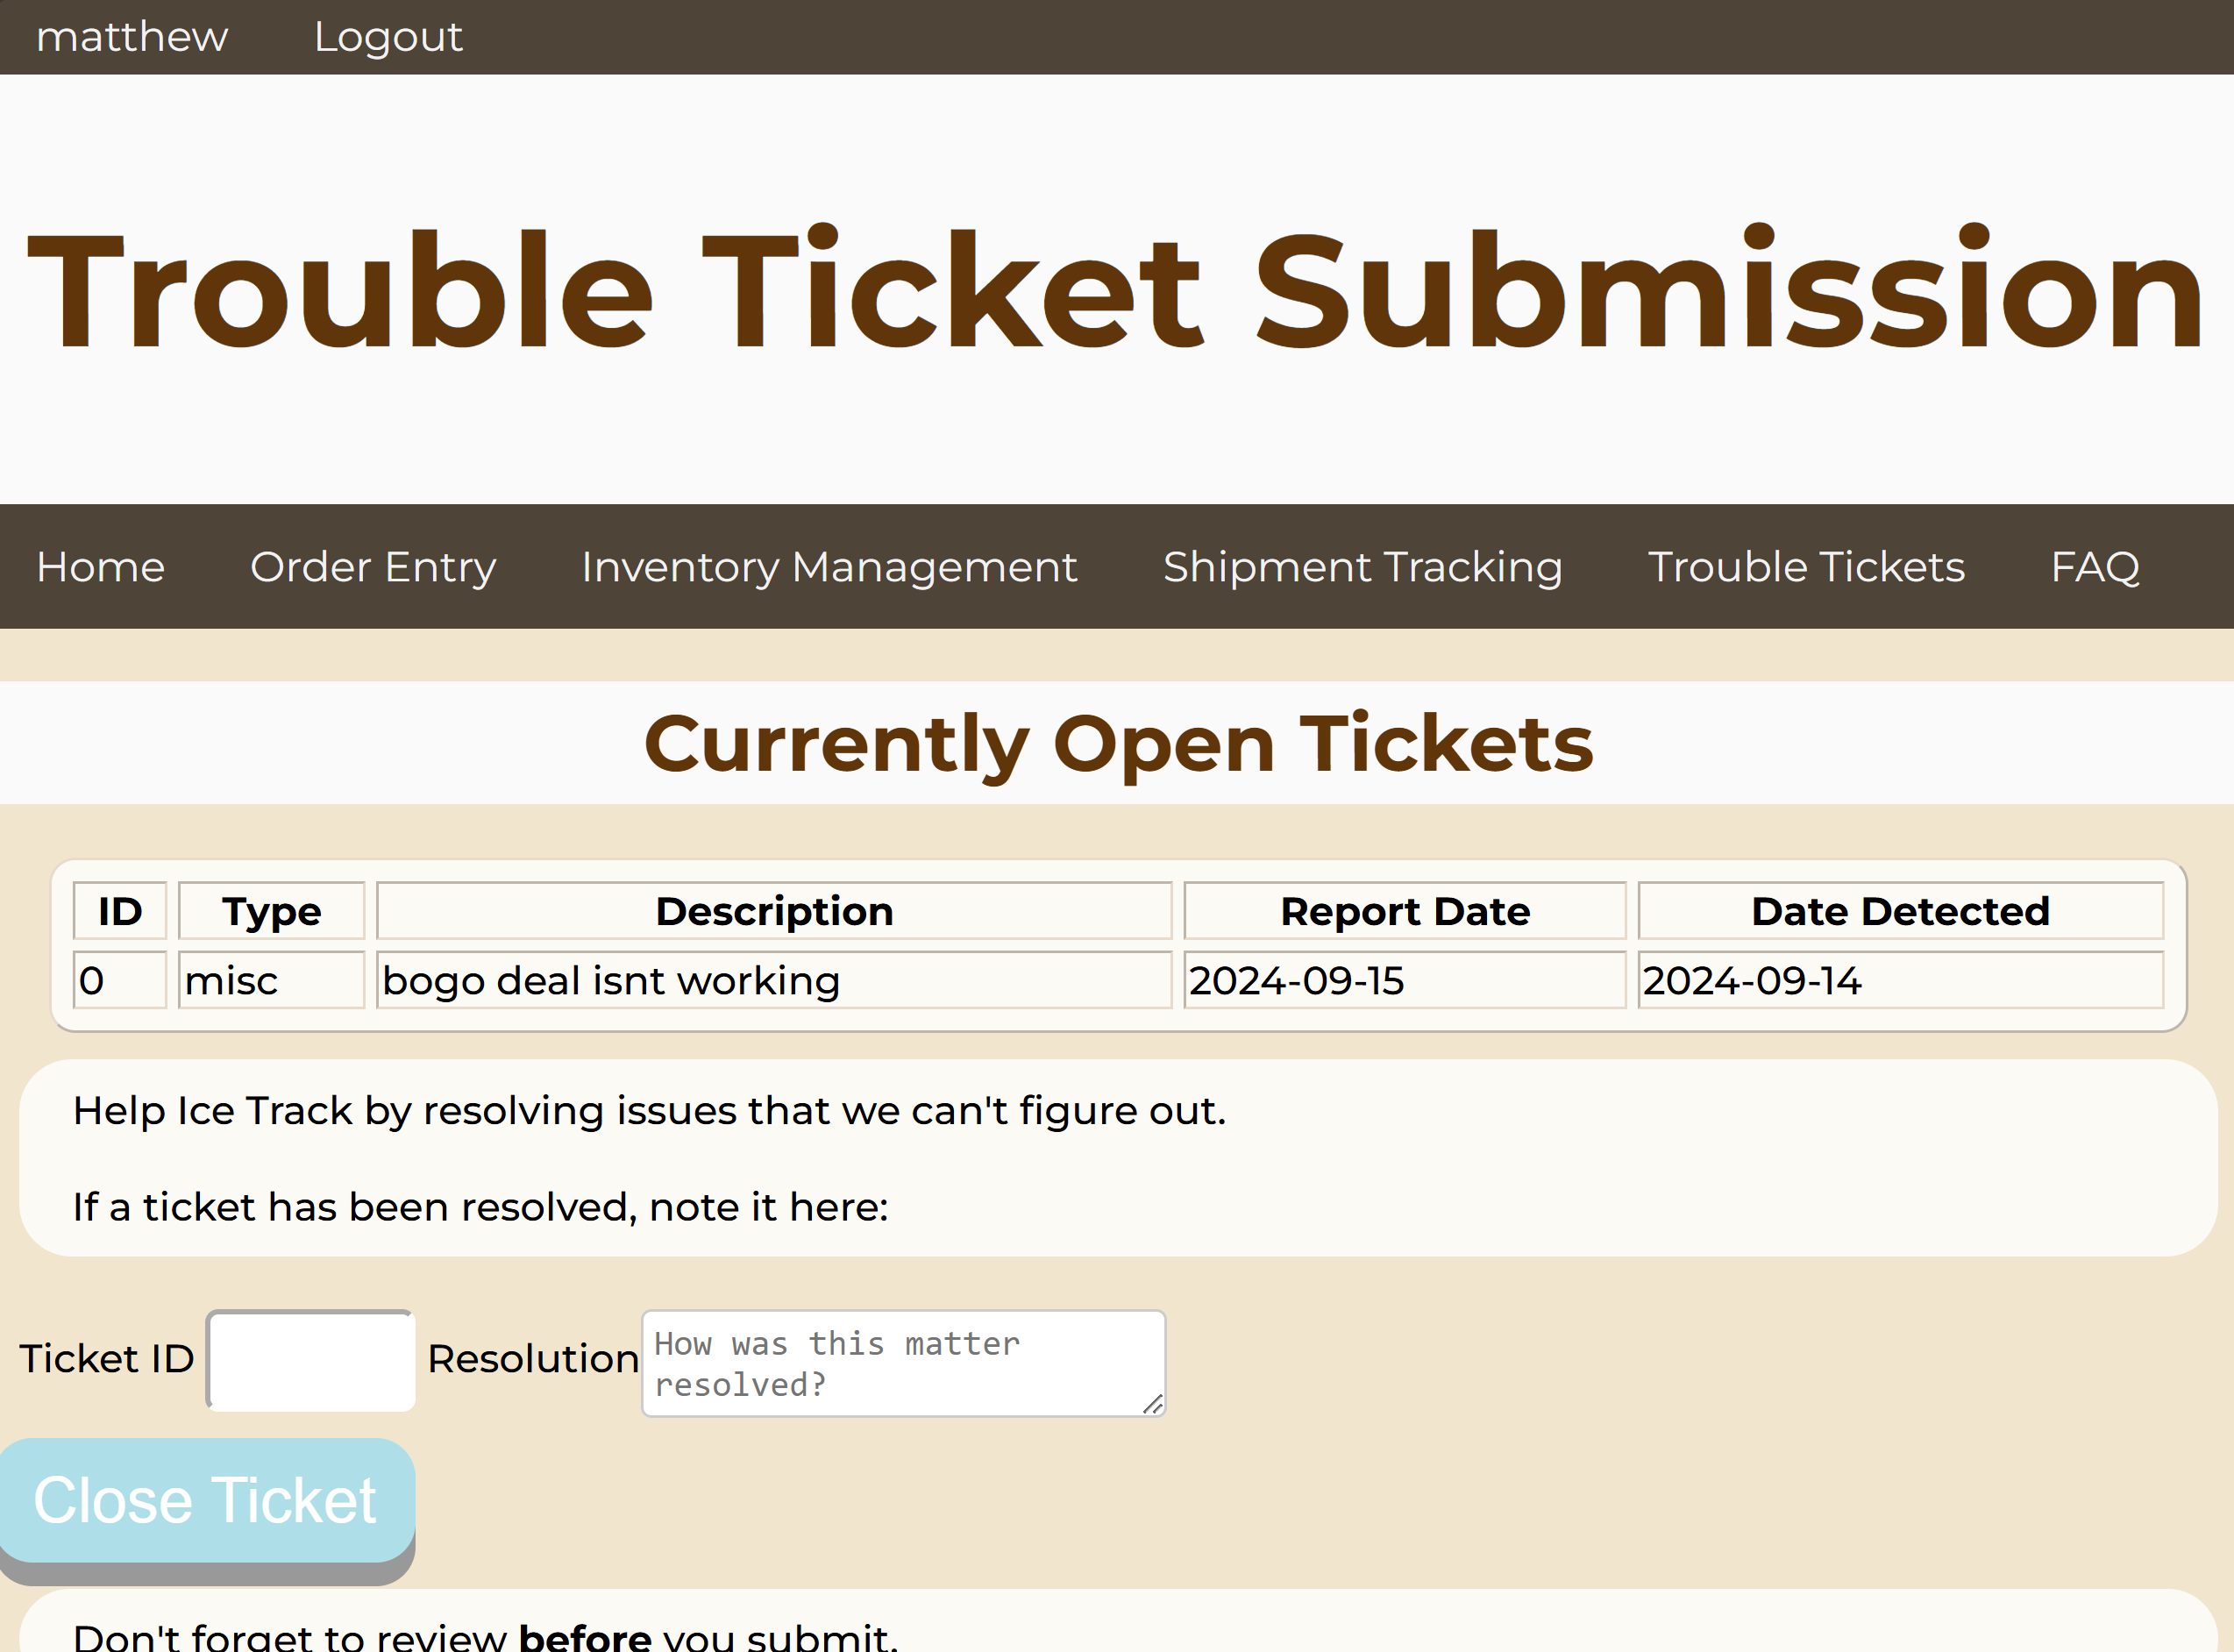 matthew Logout
Trouble Ticket Submission
Home Order Entry Inventory Management Shipment Tracking Trouble Tickets FAQ
Currently Open Tickets
ID Type Description Report Date Date Detected
0 misc bogo deal isnt working 2024-09-15 2024-09-14
Help Ice Track by resolving issues that we can't figure out.
If a ticket has been resolved, note it here:
Ticket ID Resolution How was this matter
resolved?
Close Ticket
Don't forget to review before you submit.